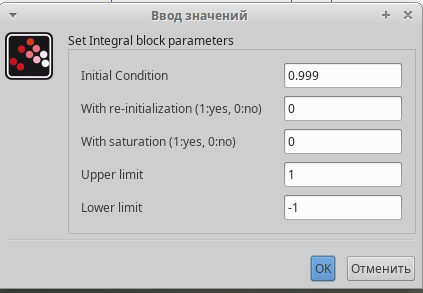 Ввод значений
Set Integral block parameters
Initial Condition 0.999
With re-initialization (1:yes, 0:no) 0
With saturation (1:yes, 0:no) 0
Upper limit 1
Lower limit -1
OK Отменить